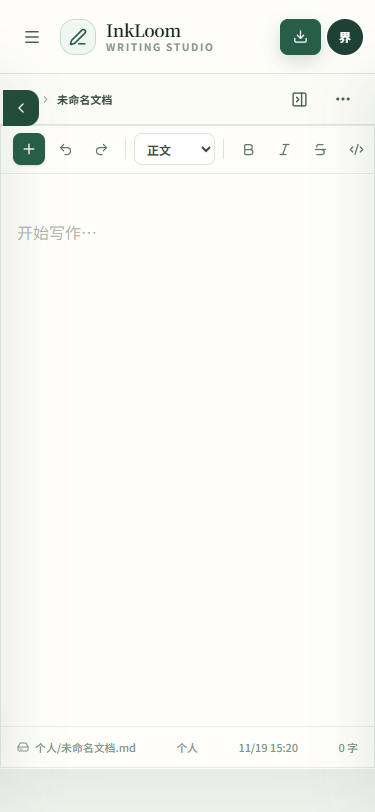 InkLoom
WRITING STUDIO
界
未命名文档
正文
开始写作…
个人/未命名文档.md
个人
11/19 15:20
0 字